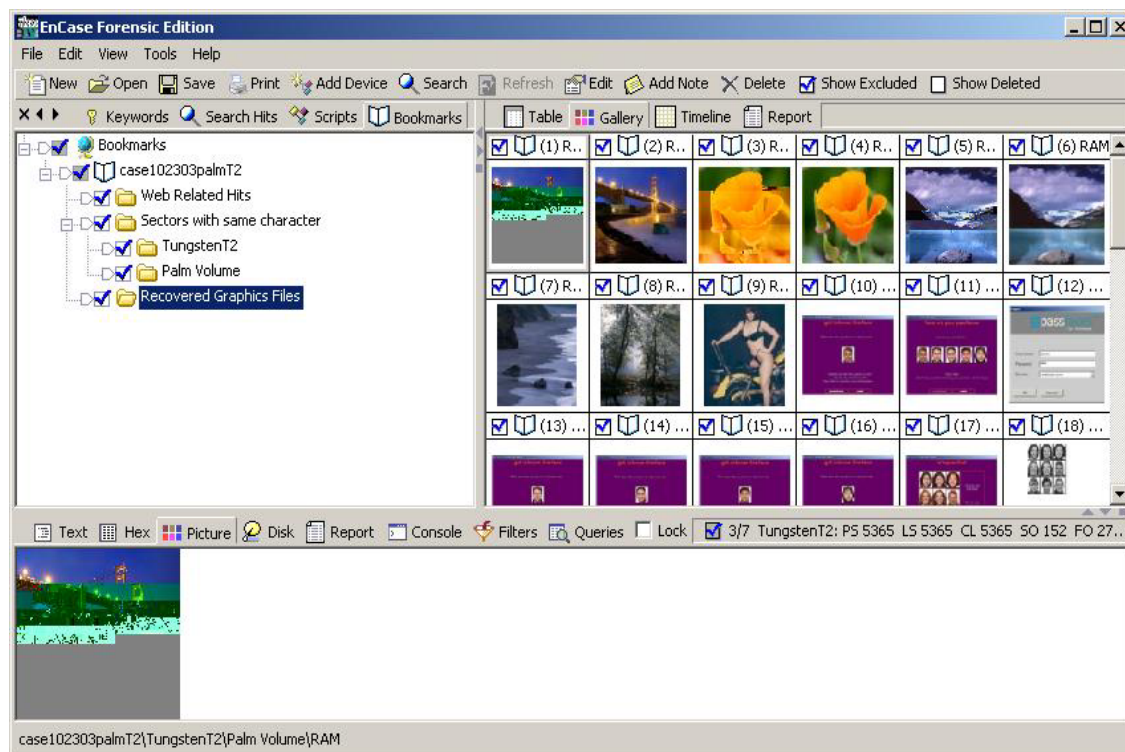 EnCase Forensic Edition
File Edit View Tools Help
New Open Save Print Add Device Search Refresh Edit Add Note Delete Show Excluded Show Deleted
Keywords Search Hits Scripts Bookmarks
Table Gallery Timeline Report
Bookmarks
case102303palmT2
Web Related Hits
Sectors with same character
TungstenT2
Palm Volume
Recovered Graphics Files
(1) R.. (2) R.. (3) R.. (4) R.. (5) R.. (6) RAM
(7) R.. (8) R.. (9) R.. (10) ... (11) ... (12) ...
(13) ... (14) ... (15) ... (16) ... (17) ... (18) ...
Text Hex Picture Disk Report Console Filters Queries Lock 3/7 TungstenT2: PS 5365 LS 5365 CL 5365 SO 152 FO 27..
case102303palmT2\TungstenT2\Palm Volume\RAM